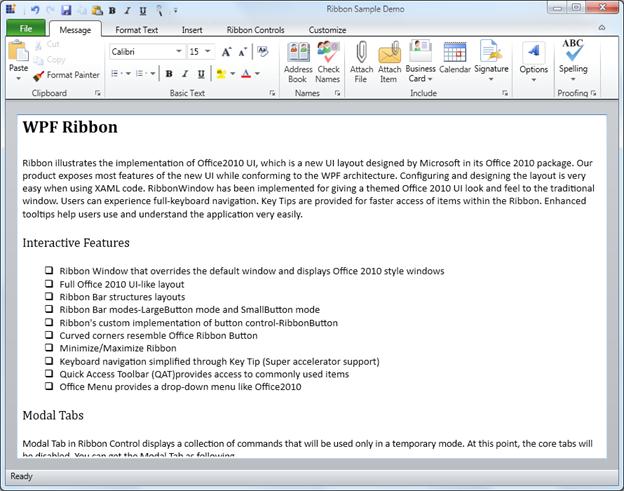 B I U
Ribbon Sample Demo
File Message Format Text Insert Ribbon Controls Customize
Paste
Cut
Copy
Format Painter
Clipboard
Calibri 15 A A
B I U A
Basic Text
Address Book
Check Names
Names
Attach File
Attach Item
Business Card
Calendar
Signature
Include
A
Options
ABC
Spelling
Proofing
WPF Ribbon
Ribbon illustrates the implementation of Office2010 UI, which is a new UI layout designed by Microsoft in its Office 2010 package. Our
product exposes most features of the new UI while conforming to the WPF architecture. Configuring and designing the layout is very
easy when using XAML code. RibbonWindow has been implemented for giving a themed Office 2010 UI look and feel to the traditional
window. Users can experience full-keyboard navigation. Key Tips are provided for faster access of items within the Ribbon. Enhanced
tooltips help users use and understand the application very easily.
Interactive Features
Ribbon Window that overrides the default window and displays Office 2010 style windows
Full Office 2010 UI-like layout
Ribbon Bar structures layouts
Ribbon Bar modes-LargeButton mode and SmallButton mode
Ribbon's custom implementation of button control-RibbonButton
Curved corners resemble Office Ribbon Button
Minimize/Maximize Ribbon
Keyboard navigation simplified through Key Tip (Super accelerator support)
Quick Access Toolbar (QAT)provides access to commonly used items
Office Menu provides a drop-down menu like Office2010
Modal Tabs
Modal Tab in Ribbon Control displays a collection of commands that will be used only in a temporary mode. At this point, the core tabs will
be disabled. You can get the Modal Tab as following
Ready